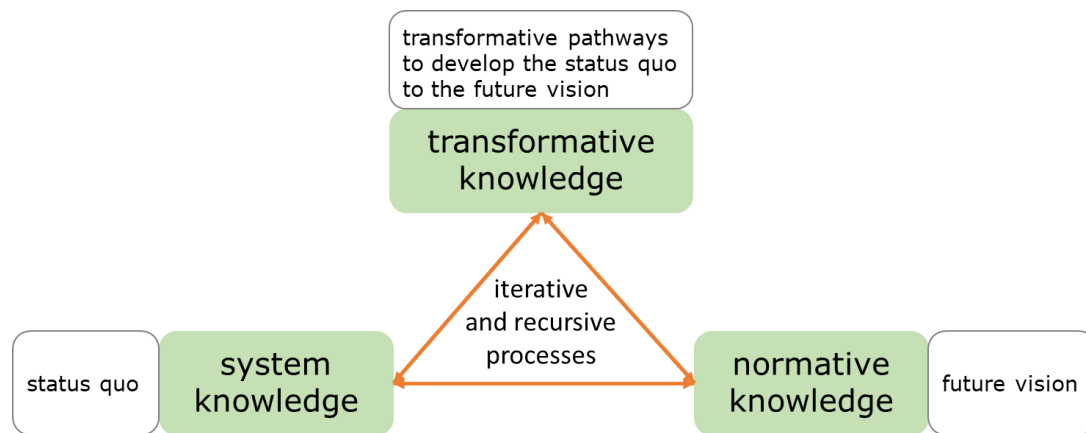 transformative pathways
to develop the status quo
to the future vision
transformative
knowledge
iterative
and recursive
processes
status quo
system
knowledge
normative
knowledge
future vision